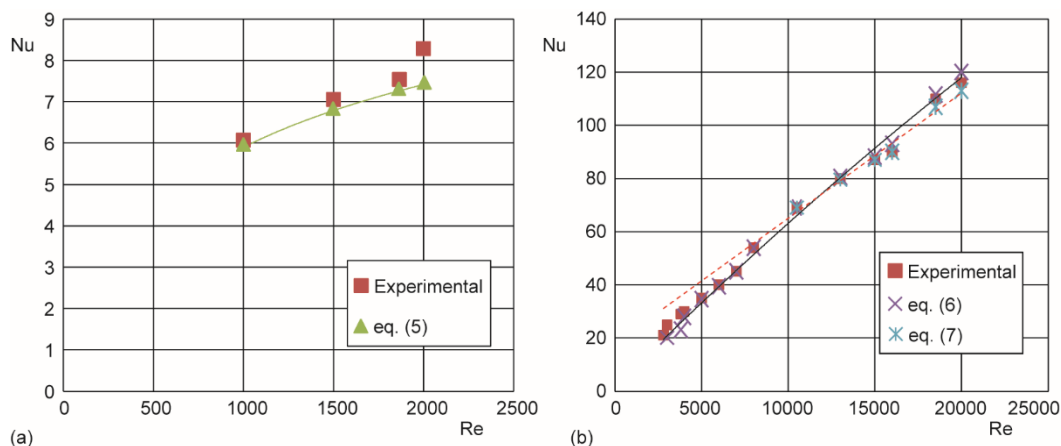 Nu
9
8
7
6
5
4
3
2
1
0
Experimental
eq. (5)
0 500 1000 1500 2000 2500
(a)
Re
Nu
140
120
100
80
60
40
20
0
Experimental
eq. (6)
eq. (7)
0 5000 10000 15000 20000 25000
(b)
Re